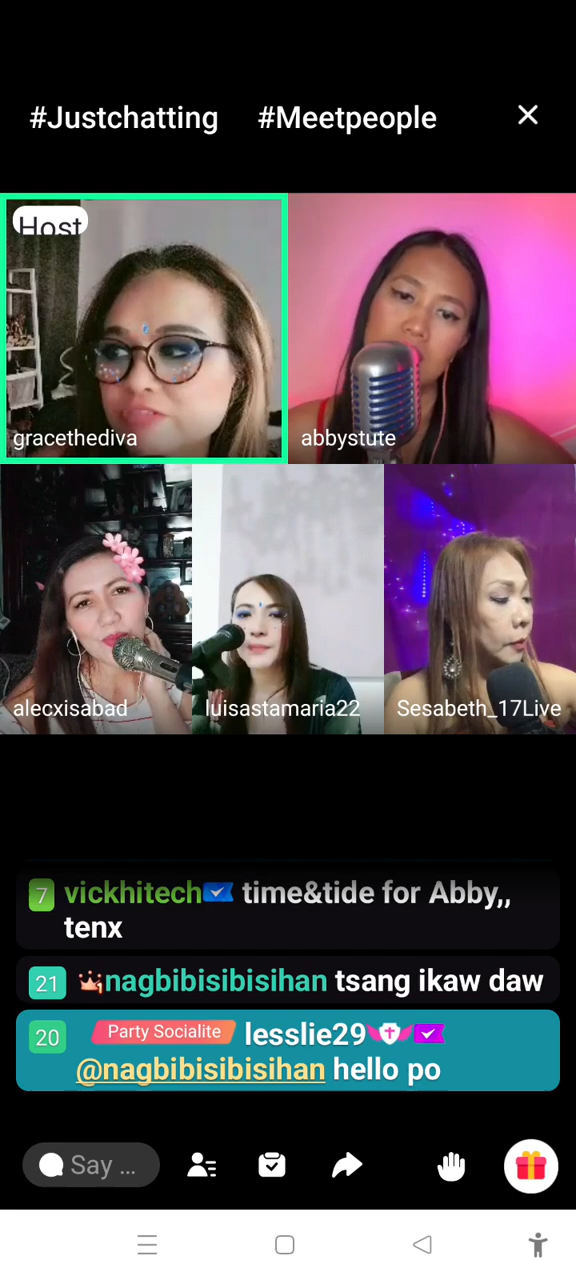 #Justchatting #Meetpeople
Host
gracethediva
abbystute
alecxisabad
luisastamaria22
Sesabeth_17Live
7 vickhitech time&tide for Abby,,
tenx
21 nagbibisibisihan tsang ikaw daw
20 Party Socialite lesslie29
@nagbibisibisihan hello po
Say ...